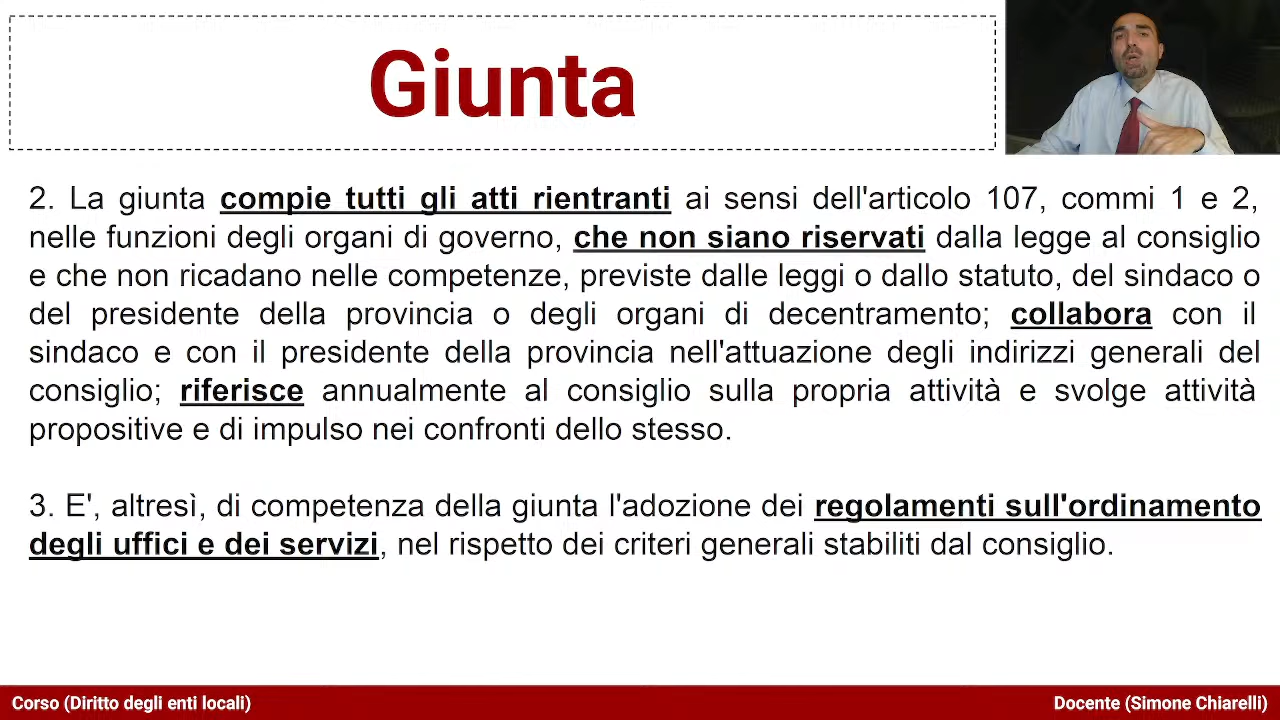 Giunta
2. La giunta compie tutti gli atti rientranti ai sensi dell'articolo 107, commi 1 e 2,
nelle funzioni degli organi di governo, che non siano riservati dalla legge al consiglio
e che non ricadano nelle competenze, previste dalle leggi o dallo statuto, del sindaco o
del presidente della provincia o degli organi di decentramento; collabora con il
sindaco e con il presidente della provincia nell'attuazione degli indirizzi generali del
consiglio; riferisce annualmente al consiglio sulla propria attività e svolge attività
propositive e di impulso nei confronti dello stesso.
3. E', altresì, di competenza della giunta l'adozione dei regolamenti sull'ordinamento
degli uffici e dei servizi, nel rispetto dei criteri generali stabiliti dal consiglio.
Corso (Diritto degli enti locali)
Docente (Simone Chiarelli)